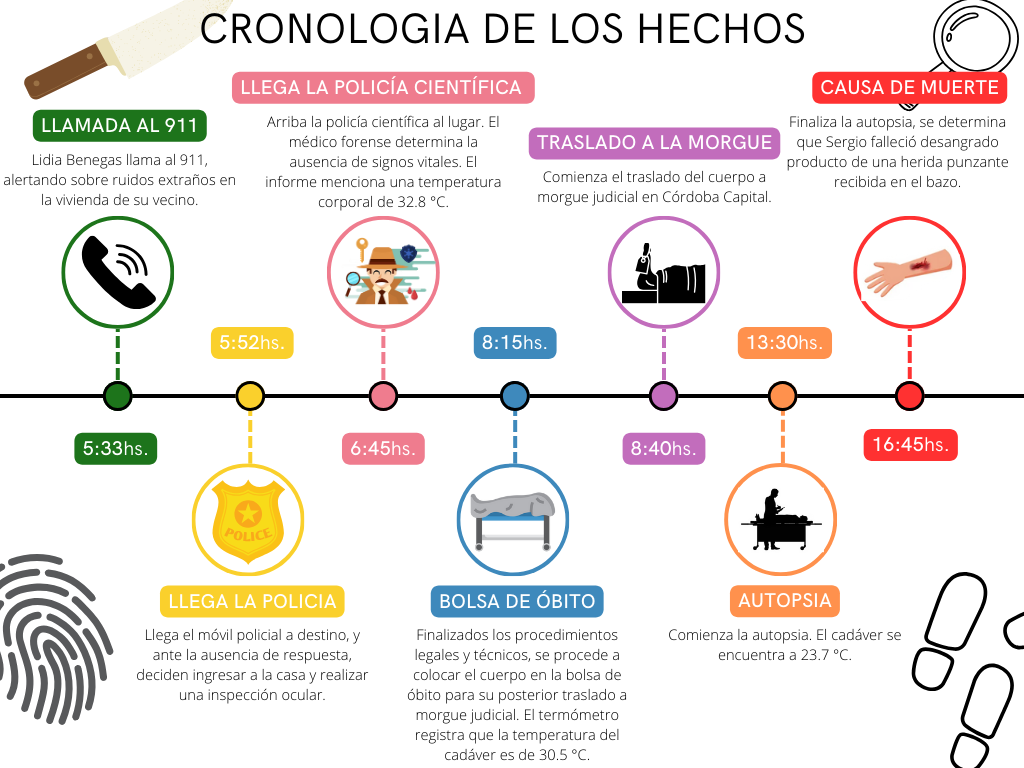 CRONOLOGIA DE LOS HECHOS
LLAMADA AL 911
Lidia Benegas llama al 911,
alertando sobre ruidos extraños en
la vivienda de su vecino.
5:33hs.
5:52hs.
POLICE
LLEGA LA POLICIA
Llega el móvil policial a destino, y
ante la ausencia de respuesta,
deciden ingresar a la casa y realizar
una inspección ocular.
LLEGA LA POLICÍA CIENTÍFICA
Arriba la policía científica al lugar. El
médico forense determina la
ausencia de signos vitales. El
informe menciona una temperatura
corporal de 32.8 °C.
6:45hs.
8:15hs.
BOLSA DE ÓBITO
Finalizados los procedimientos
legales y técnicos, se procede a
colocar el cuerpo en la bolsa de
óbito para su posterior traslado a
morgue judicial. El termómetro
registra que la temperatura del
cadáver es de 30.5 °C.
TRASLADO A LA MORGUE
Comienza el traslado del cuerpo a
morgue judicial en Córdoba Capital.
8:40hs.
13:30hs.
AUTOPSIA
Comienza la autopsia. El cadáver se
encuentra a 23.7 °C.
CAUSA DE MUERTE
Finaliza la autopsia, se determina
que Sergio falleció desangrado
producto de una herida punzante
recibida en el bazo.
16:45hs.